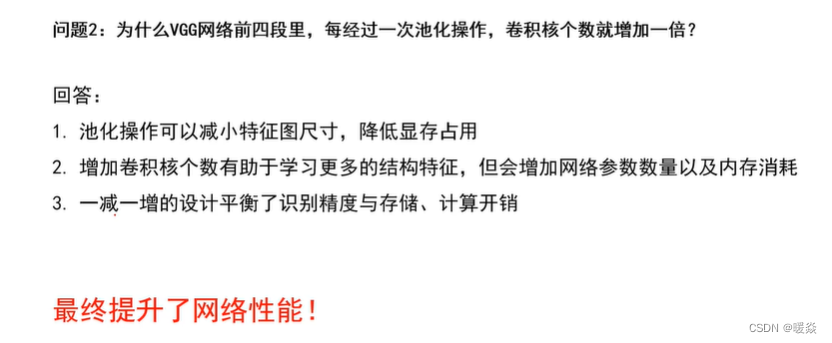 问题2：为什么VGG网络前四段里，每经过一次池化操作，卷积核个数就增加一倍？
回答：
1. 池化操作可以减小特征图尺寸，降低显存占用
2. 增加卷积核个数有助于学习更多的结构特征，但会增加网络参数数量以及内存消耗
3. 一减一增的设计平衡了识别精度与存储、计算开销
最终提升了网络性能！
CSDN @暖焱